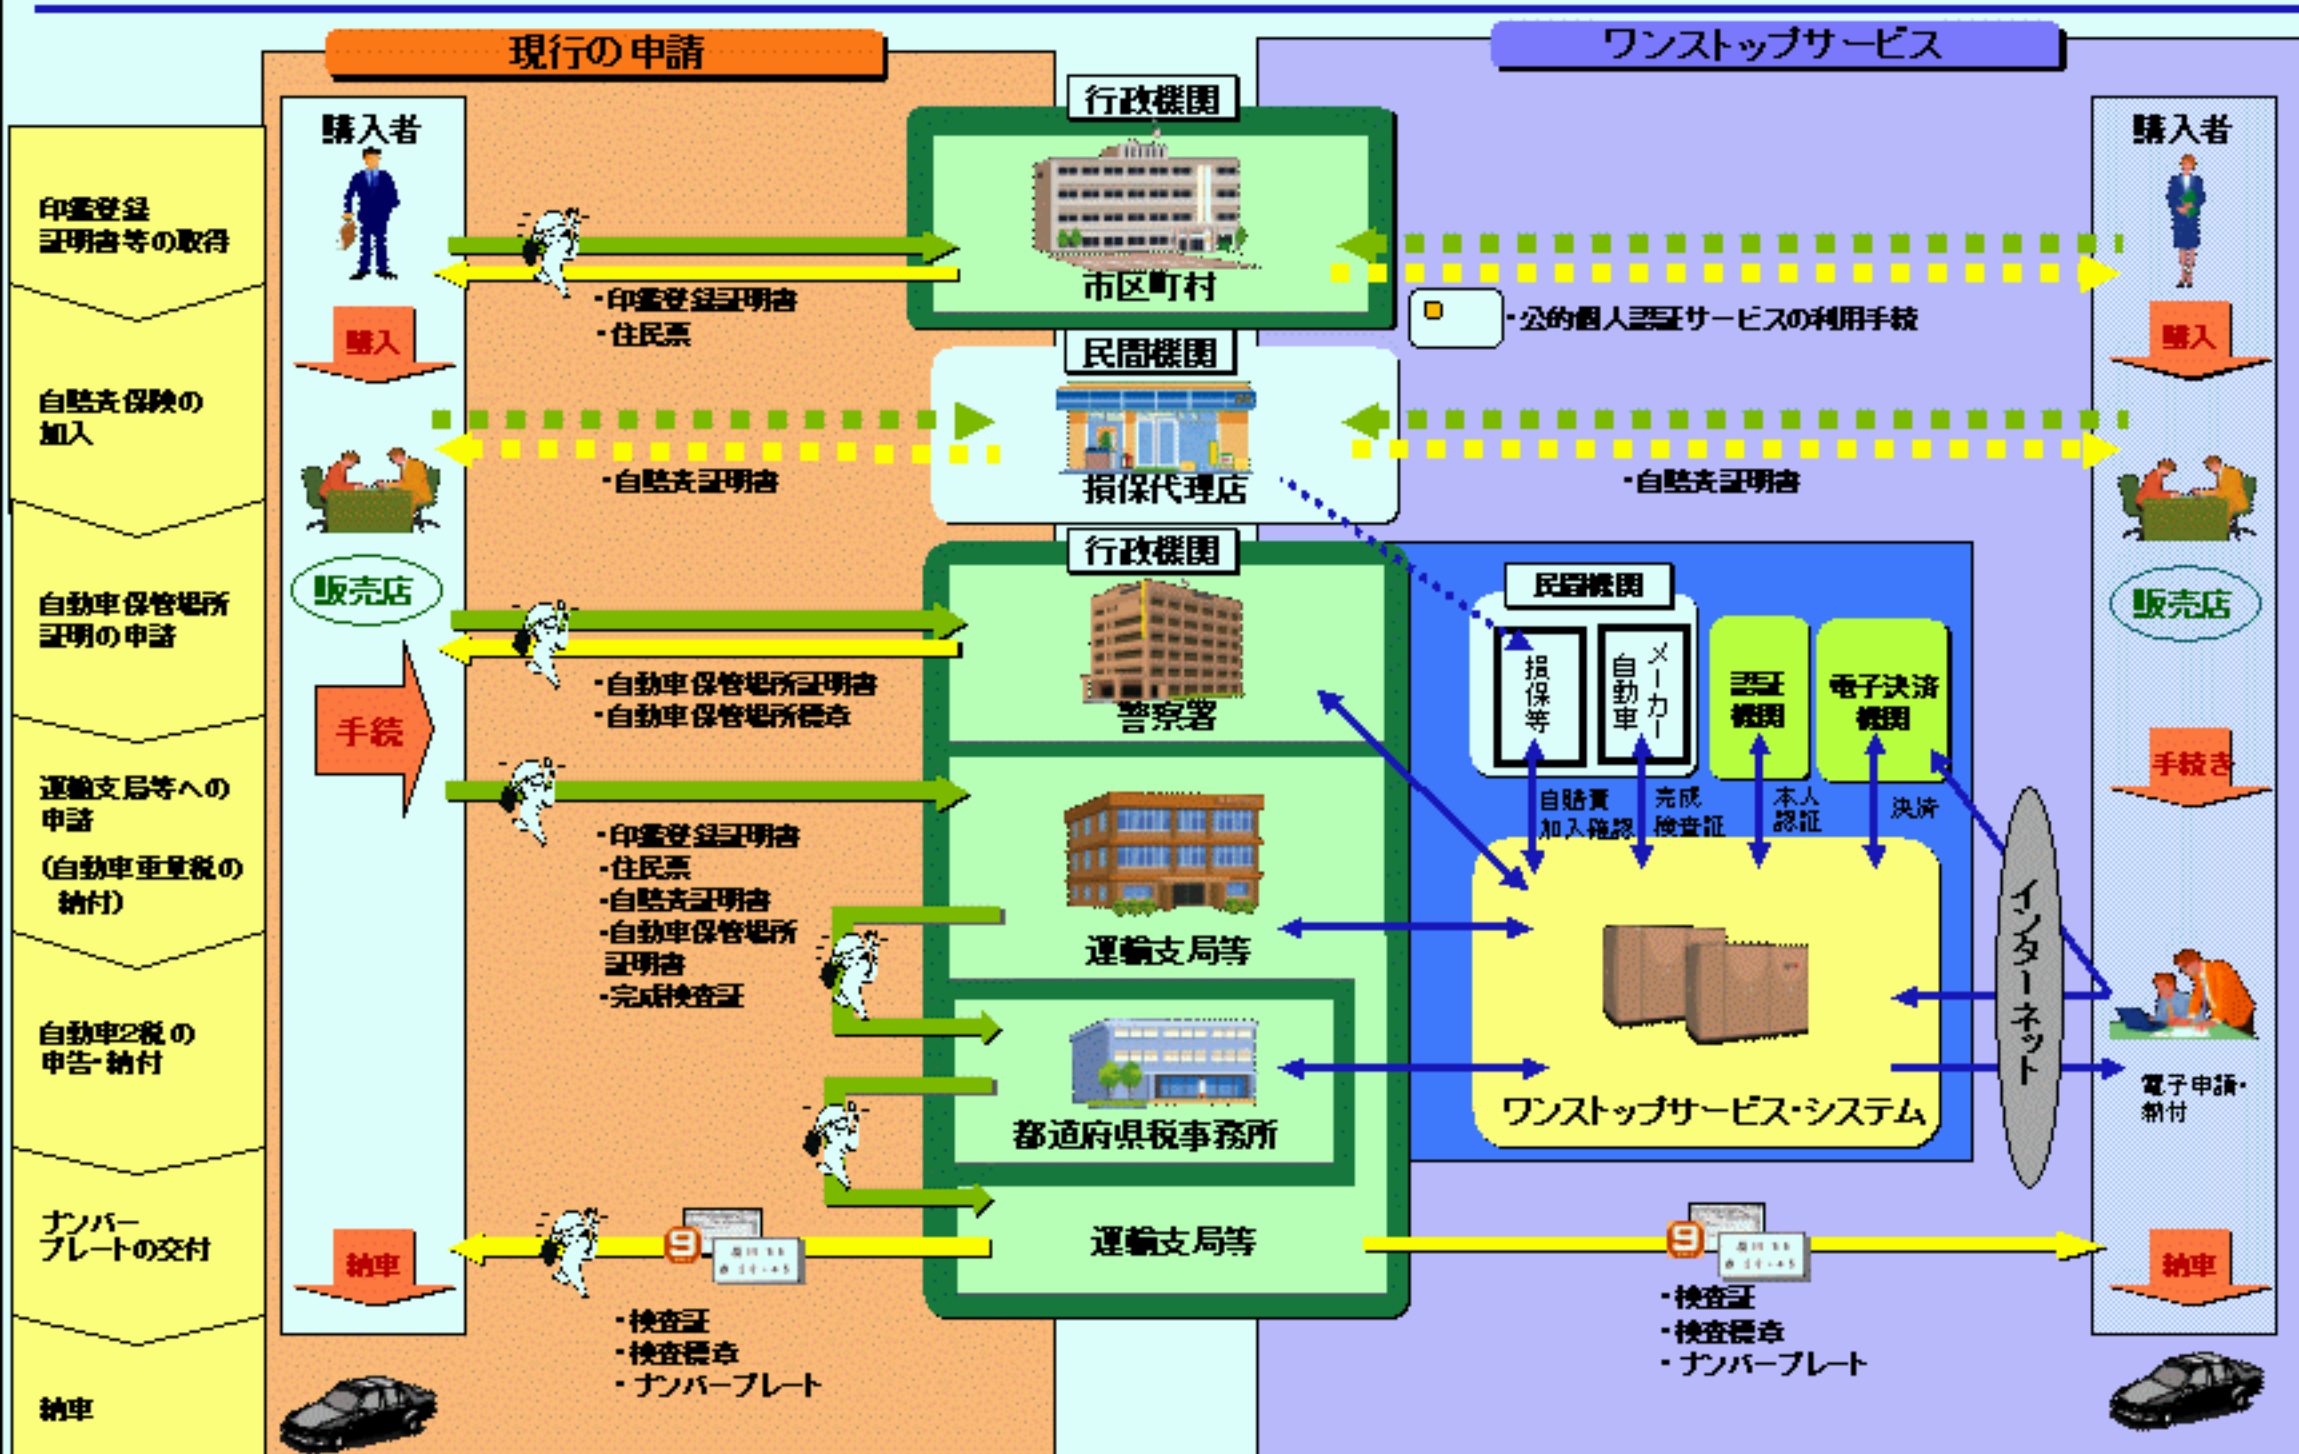 現行の申請
ワンストップサービス
印鑑登録
証明書等の取得
自賠責保険の
加入
自動車保管場所
証明の申請
運輸支局等への
申請
(自動車重量税の
納付)
自動車2税の
申告・納付
ナンバー
プレートの交付
納車
購入者
購入
販売店
手続
納車
・印鑑登録証明書
・住民票
・自賠責証明書
・自動車保管場所証明書
・自動車保管場所標章
・印鑑登録証明書
・住民票
・自賠責証明書
・自動車保管場所
証明書
・完成検査証
・検査証
・検査標章
・ナンバープレート
行政機関
市区町村
民間機関
損保代理店
行政機関
警察署
運輸支局等
都道府県税事務所
運輸支局等
・公的個人認証サービスの利用手続
・自賠責証明書
民間機関
損保等
自動車
メーカー
認証
機関
電子決済
機関
自賠責
加入確認
完成
検査証
本人
認証
決済
ワンストップサービス・システム
インターネット
9
9
・検査証
・検査標章
・ナンバープレート
購入者
購入
販売店
手続き
電子申請・
納付
納車